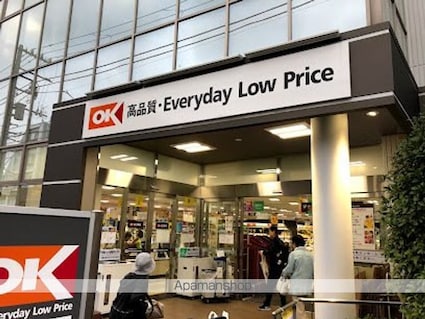 OK 高品質・Everyday Low Price
OK
Everyday Low Price
Apamanshop